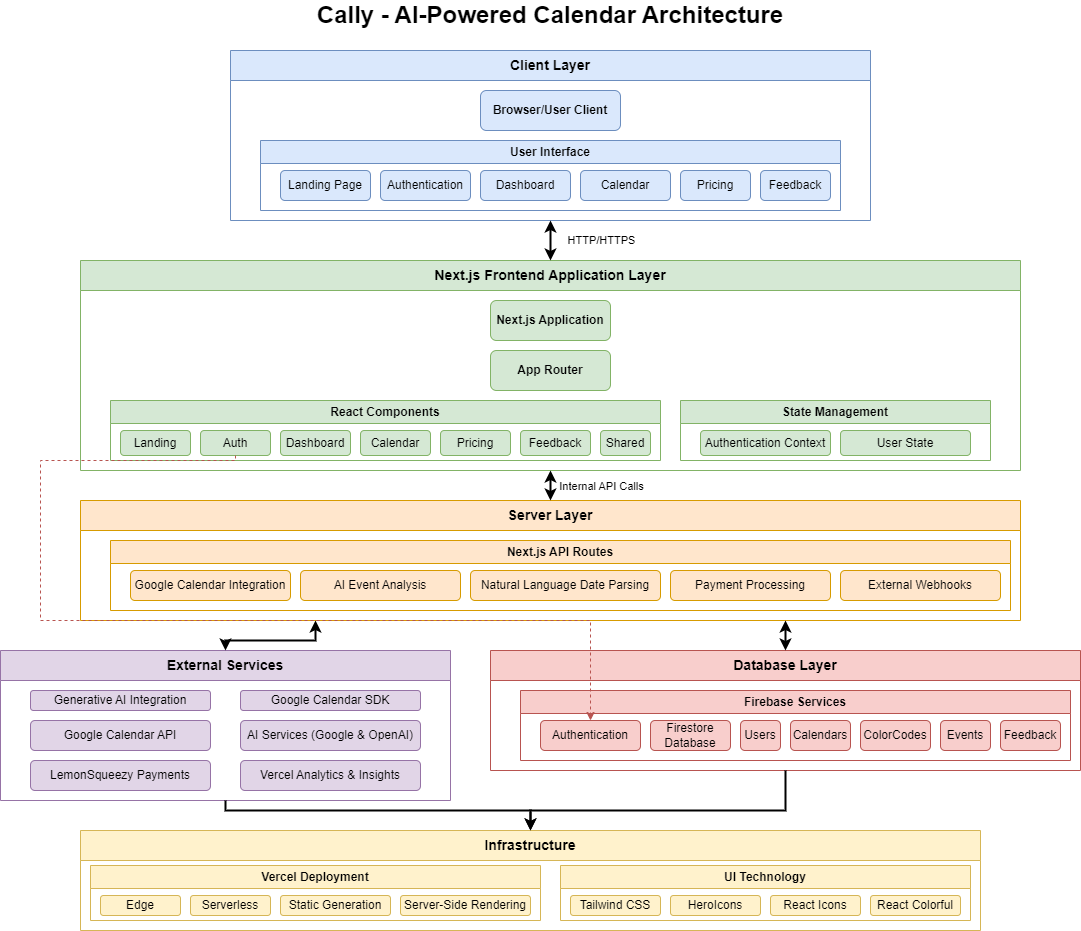 Cally - AI-Powered Calendar Architecture
Client Layer
Browser/User Client
User Interface
Landing Page
Authentication
Dashboard
Calendar
Pricing
Feedback
HTTP/HTTPS
Next.js Frontend Application Layer
Next.js Application
App Router
React Components
Landing
Auth
Dashboard
Calendar
Pricing
Feedback
Shared
State Management
Authentication Context
User State
Internal API Calls
Server Layer
Next.js API Routes
Google Calendar Integration
AI Event Analysis
Natural Language Date Parsing
Payment Processing
External Webhooks
External Services
Generative AI Integration
Google Calendar SDK
Google Calendar API
AI Services (Google & OpenAI)
LemonSqueezy Payments
Vercel Analytics & Insights
Database Layer
Firebase Services
Authentication
Firestore
Database
Users
Calendars
ColorCodes
Events
Feedback
Infrastructure
Vercel Deployment
Edge
Serverless
Static Generation
Server-Side Rendering
UI Technology
Tailwind CSS
HeroIcons
React Icons
React Colorful